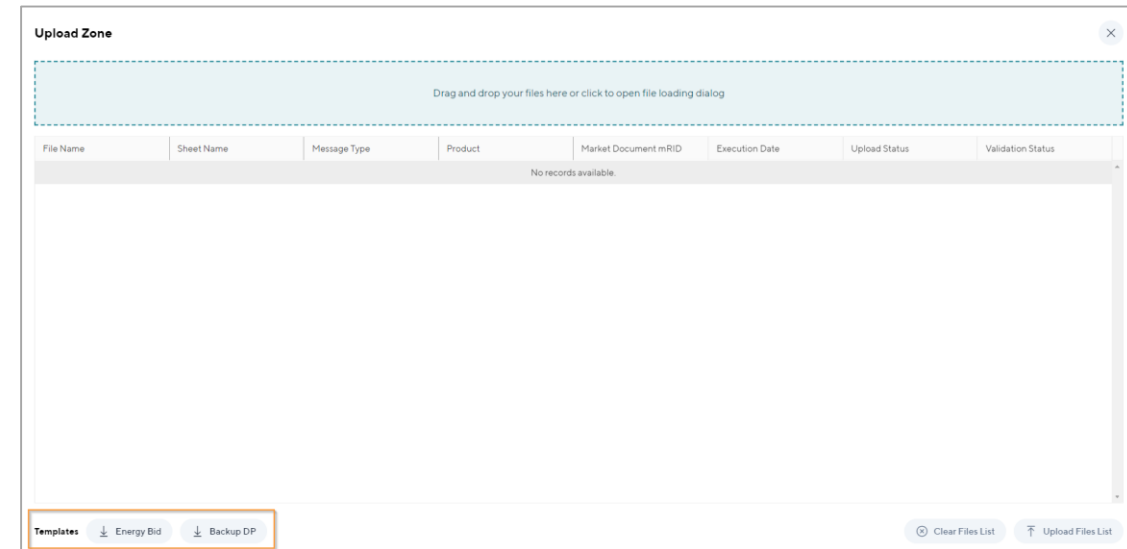 Upload Zone
Drag and drop your files here or click to open file loading dialog
File Name Sheet Name Message Type Product Market Document mRID Execution Date Upload Status Validation Status
No records available.
Templates Energy Bid Backup DP Clear Files List Upload Files List